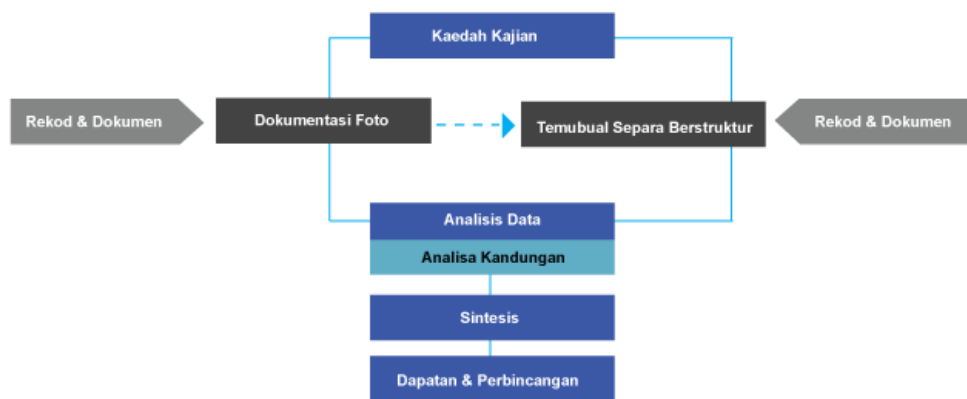 Kaedah Kajian
Rekod & Dokumen
Dokumentasi Foto
Temubual Separa Berstruktur
Rekod & Dokumen
Analisis Data
Analisa Kandungan
Sintesis
Dapatan & Perbincangan